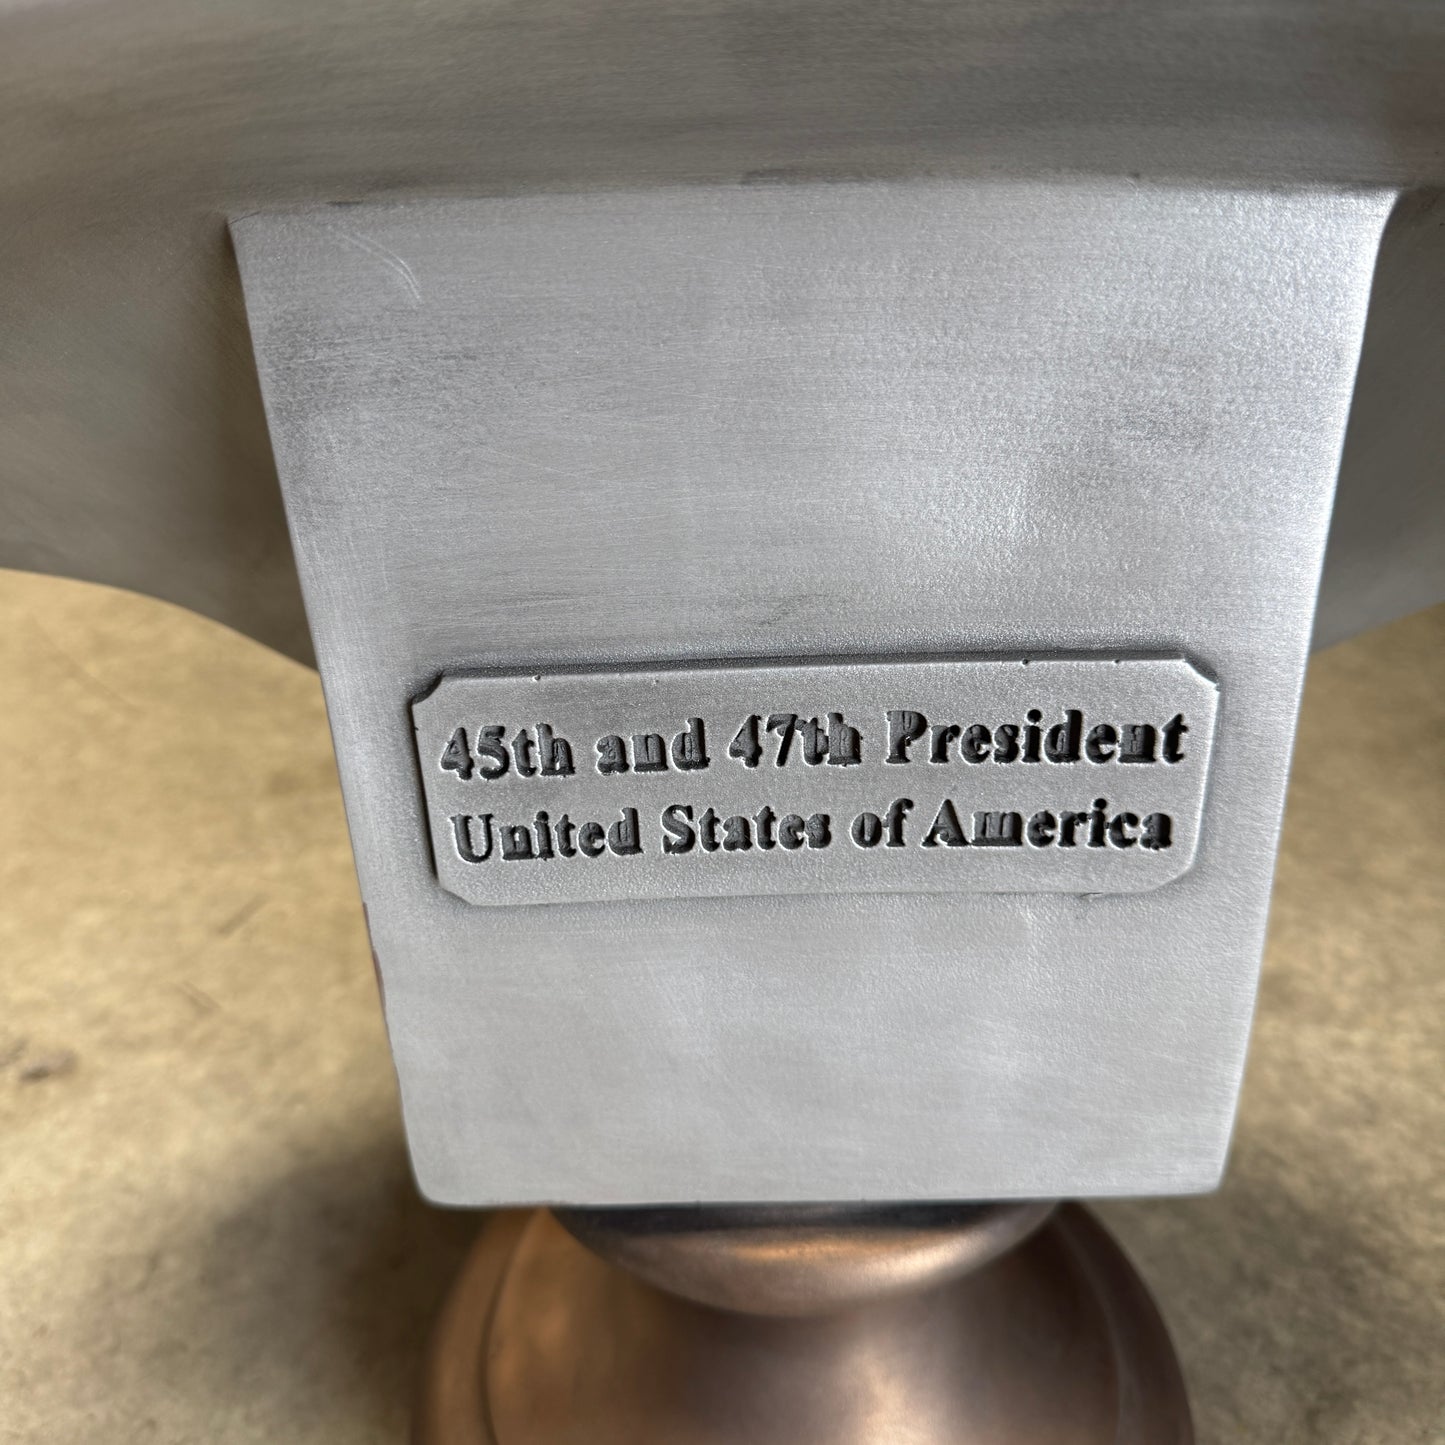 45th and 47th President
United States of America